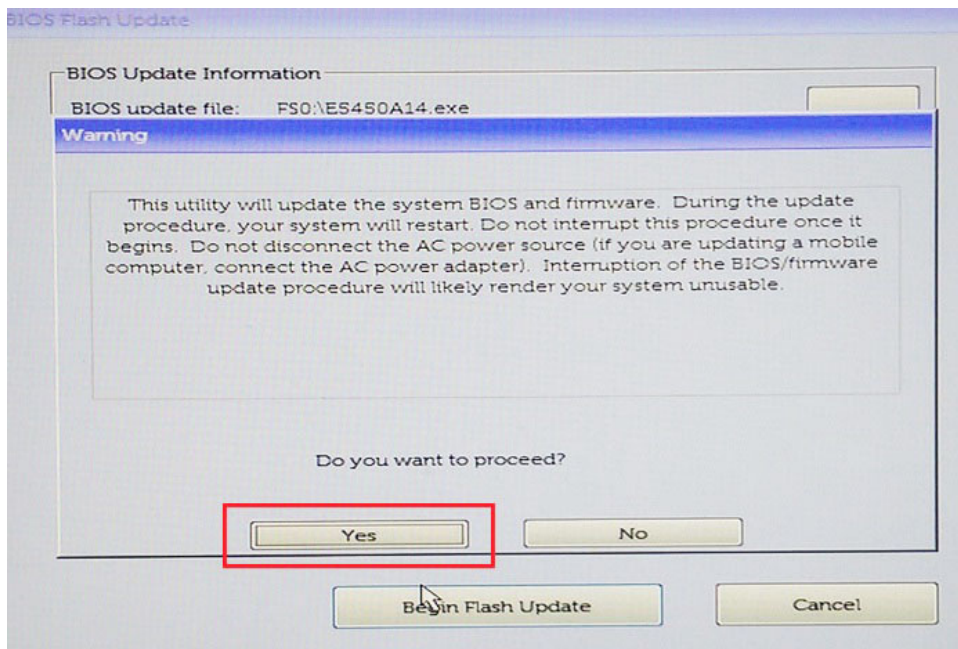 BIOS Flash Update
BIOS Update Information
BIOS update file: FS0:\E5450A14.exe
Warning
This utility will update the system BIOS and firmware. During the update
procedure, your system will restart. Do not interrupt this procedure once it
begins. Do not disconnect the AC power source (if you are updating a mobile
computer, connect the AC power adapter). Interruption of the BIOS/firmware
update procedure will likely render your system unusable.
Do you want to proceed?
Yes
No
Begin Flash Update
Cancel